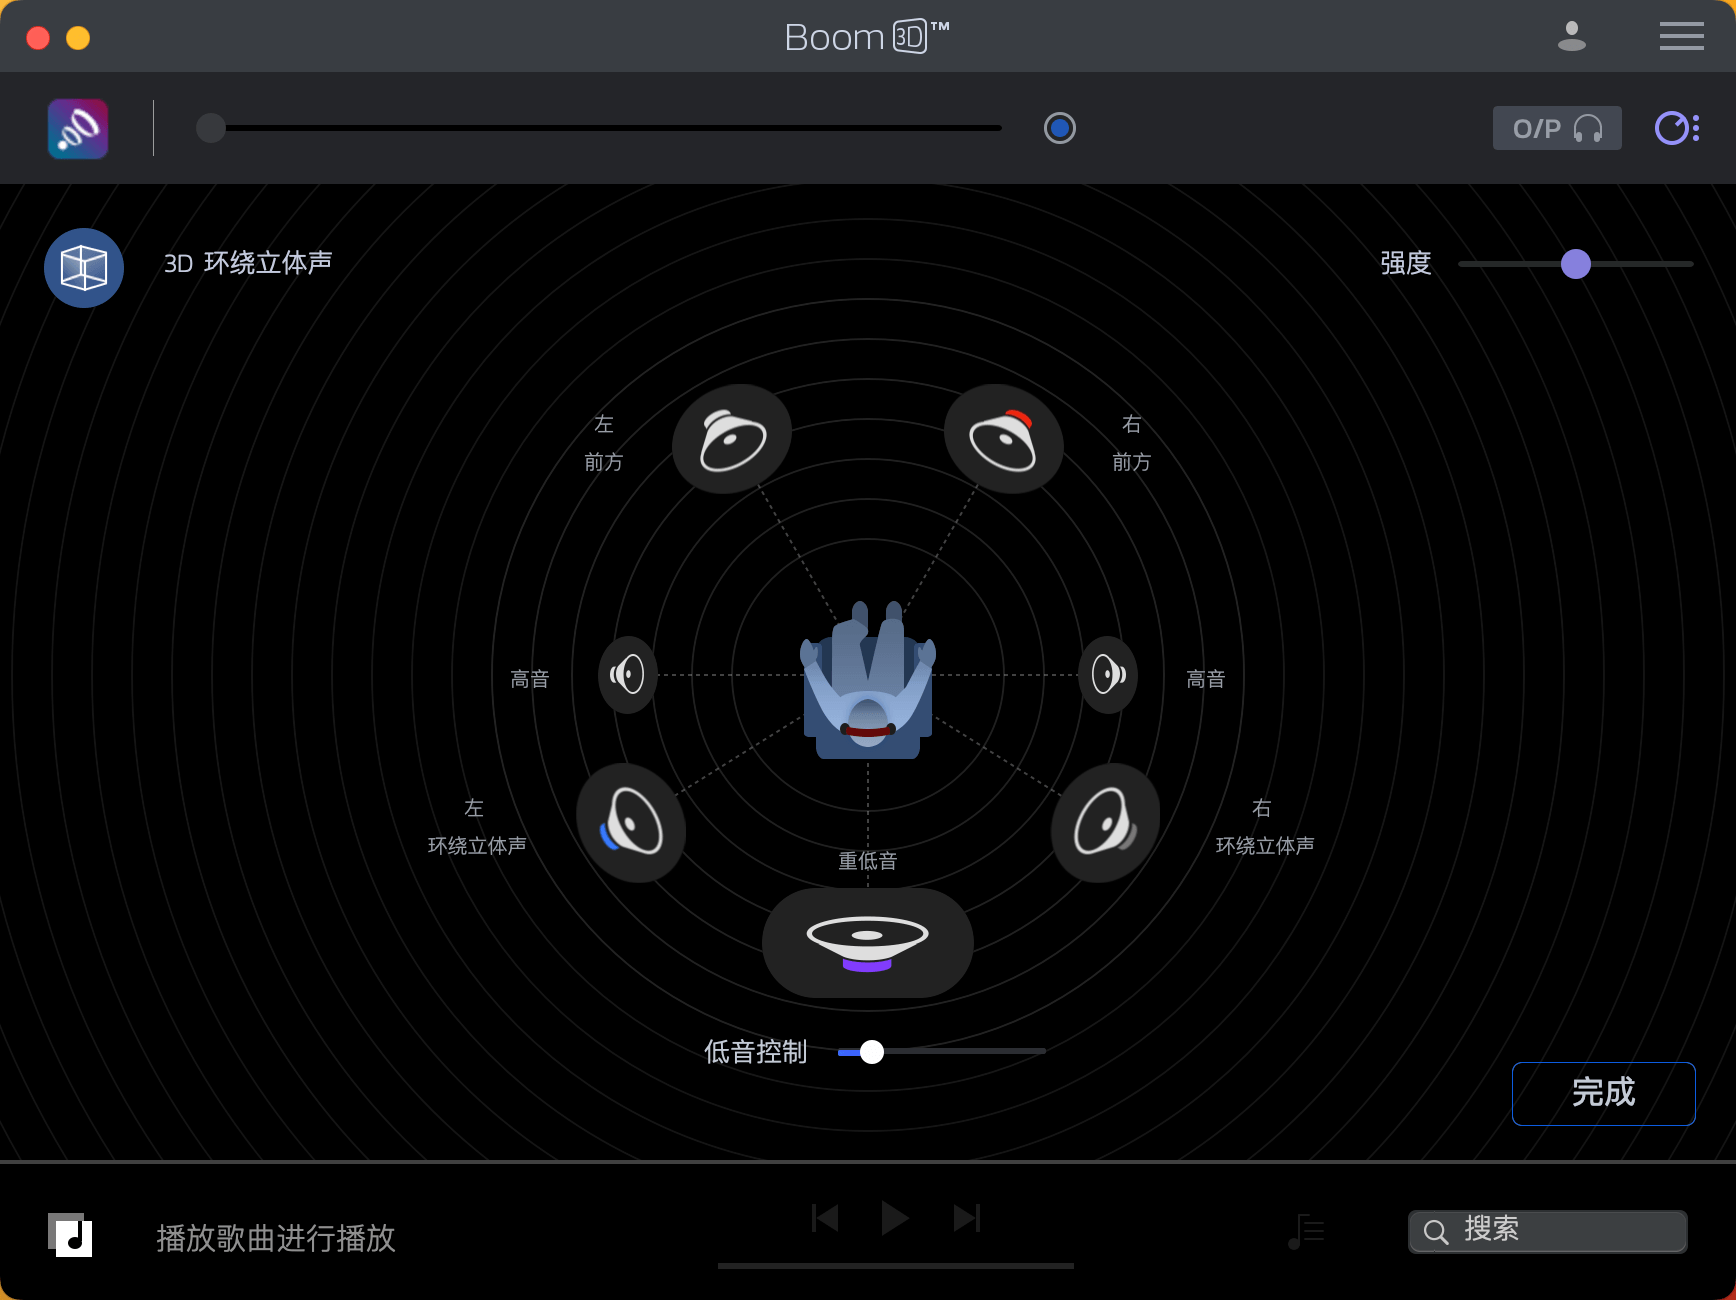 Boom 3D™
O/P
3D 环绕立体声
强度
左
前方
右
前方
高音
高音
左
环绕立体声
右
环绕立体声
重低音
低音控制
完成
播放歌曲进行播放
搜索